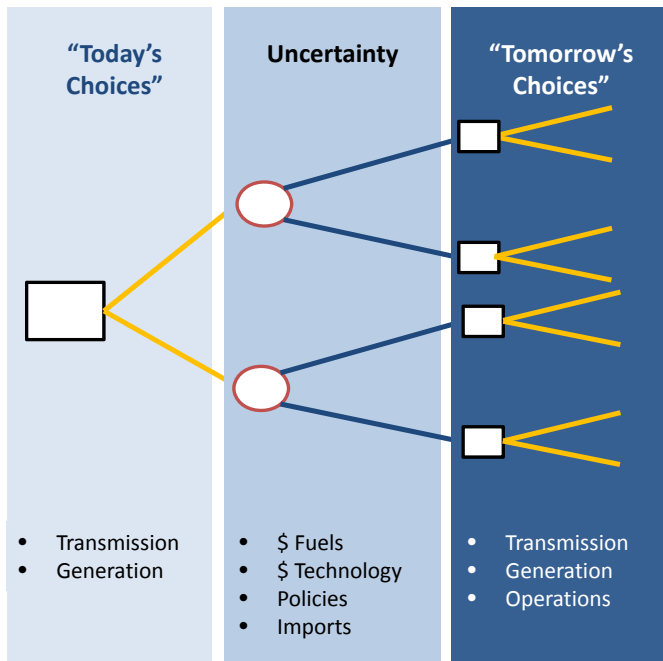 “Today’s
Choices”
Uncertainty
“Tomorrow’s
Choices”
• Transmission
• Generation
• $ Fuels
• $ Technology
• Policies
• Imports
• Transmission
• Generation
• Operations